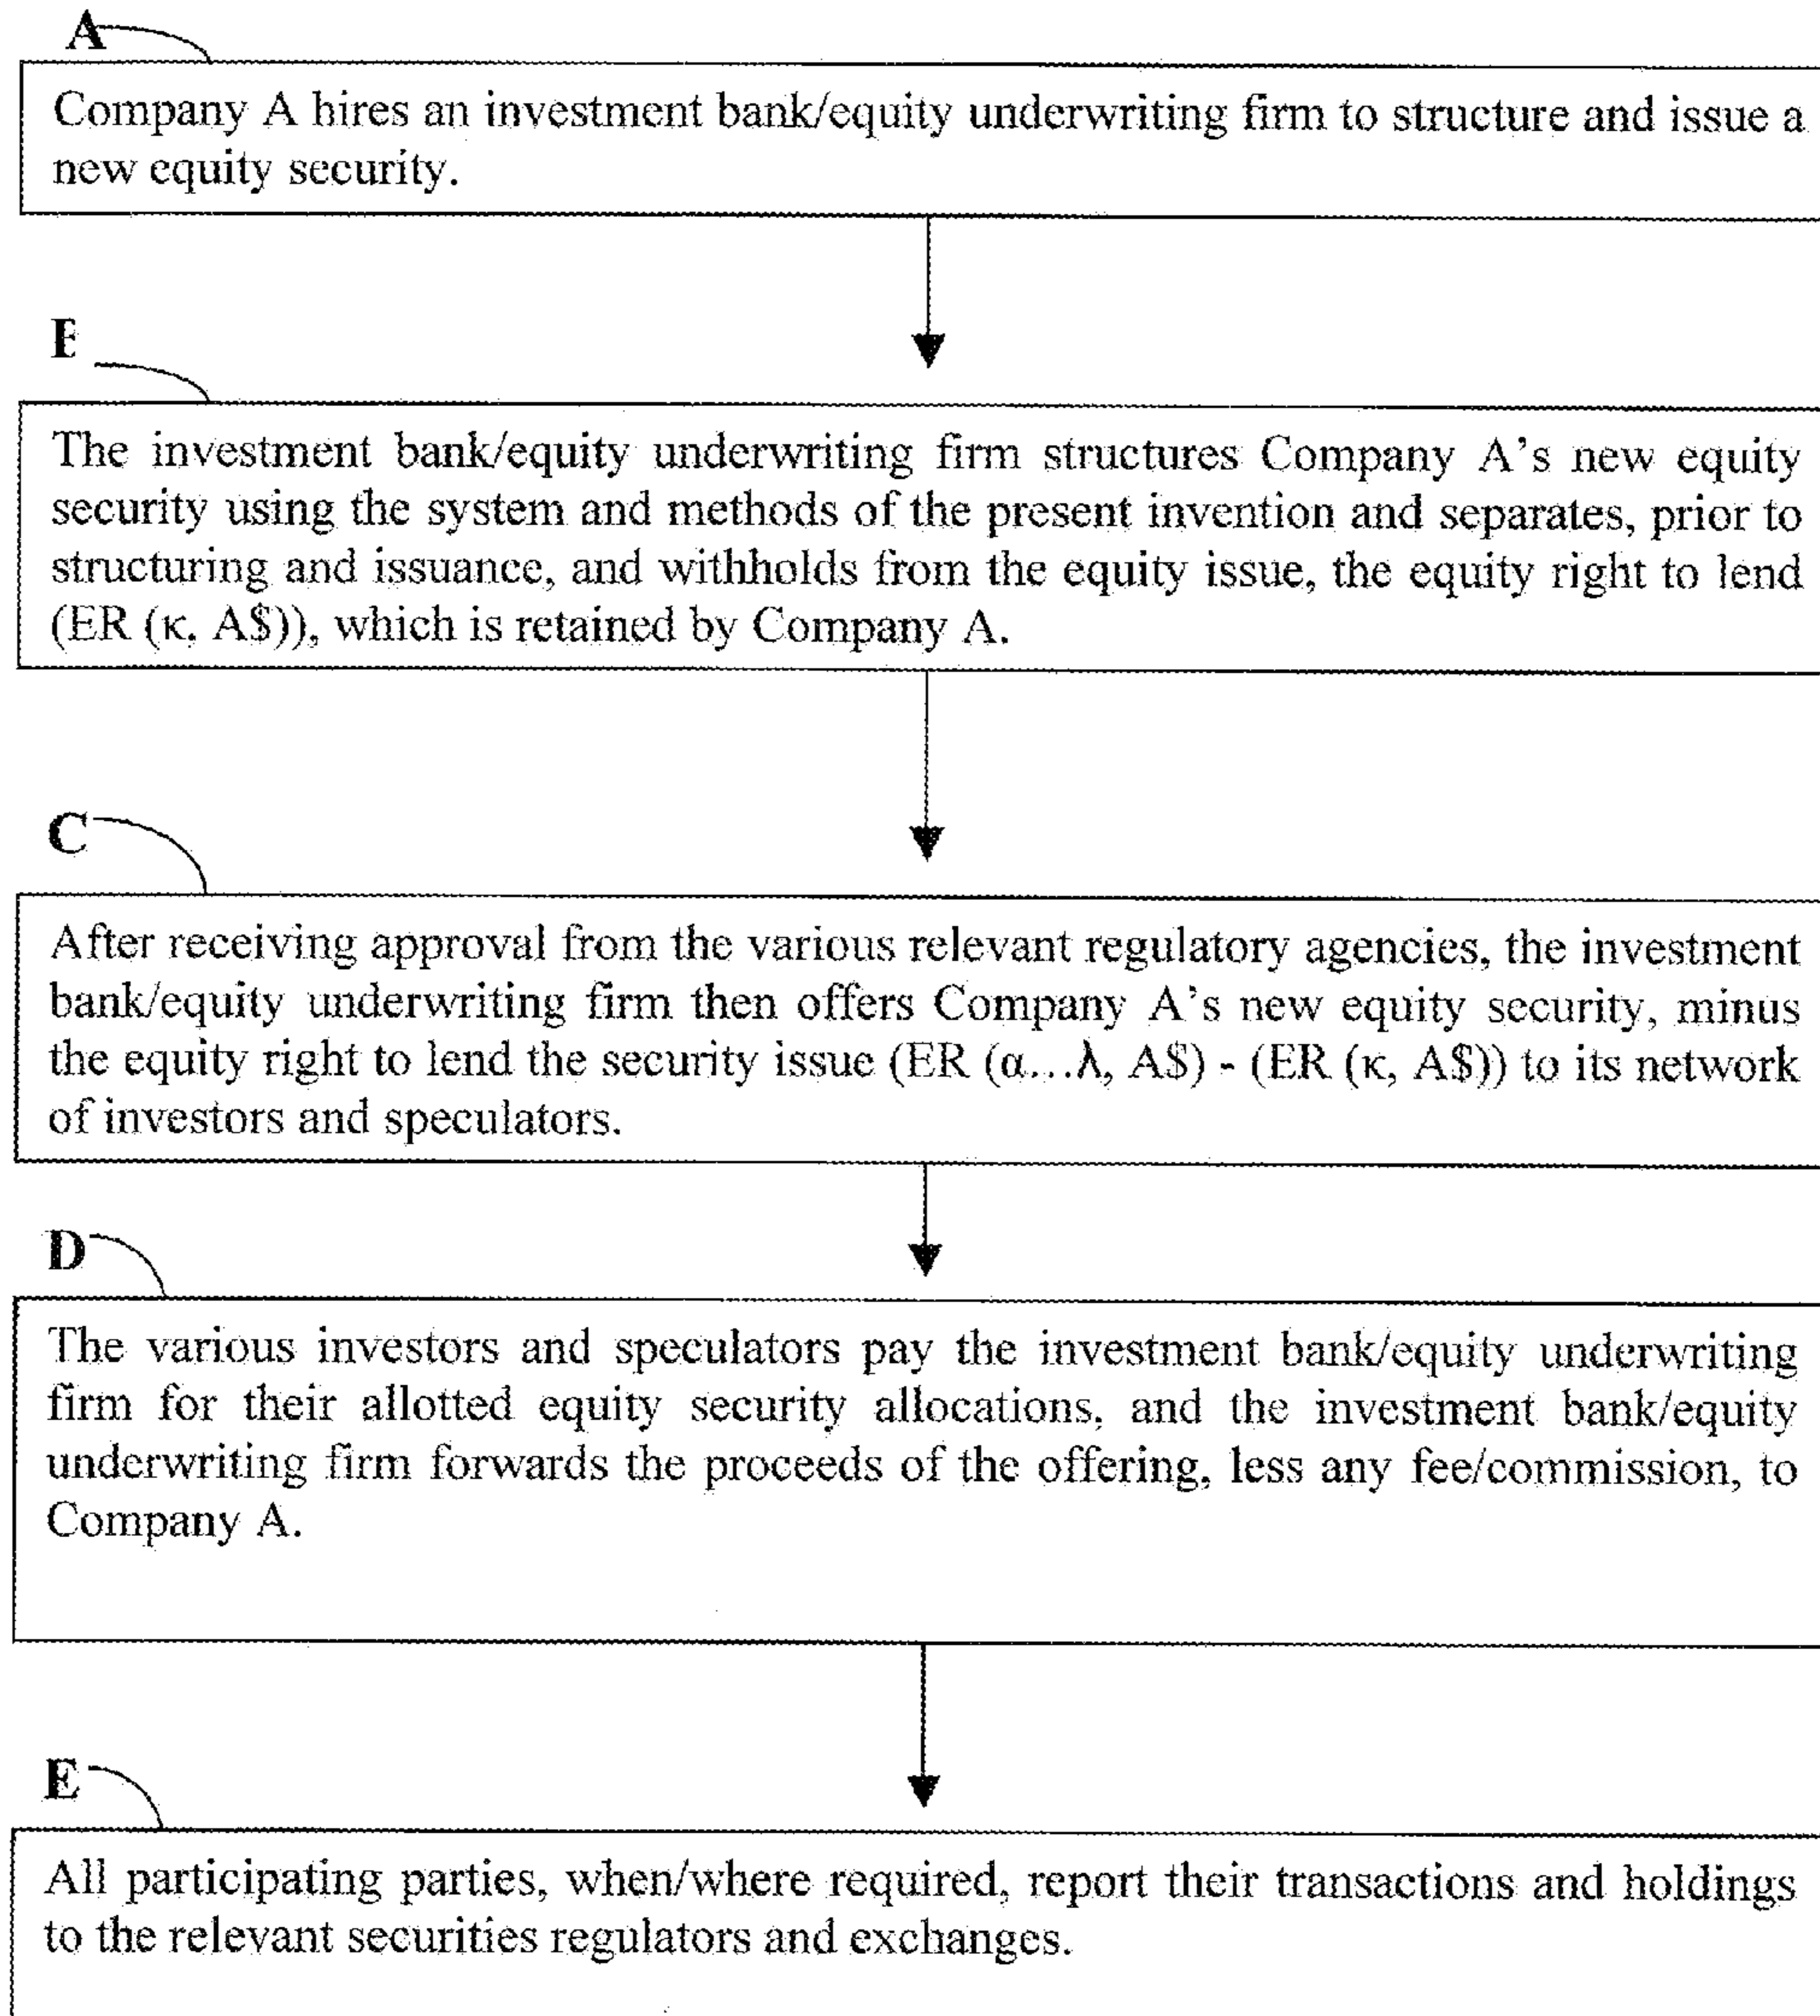 A
Company A hires an investment bank/equity underwriting firm to structure and issue a
new equity security.
B
The investment bank/equity underwriting firm structures Company A's new equity
security using the system and methods of the present invention and separates, prior to
structuring and issuance, and withholds from the equity issue, the equity right to lend
(ER (κ, A$)), which is retained by Company A.
C
After receiving approval from the various relevant regulatory agencies, the investment
bank/equity underwriting firm then offers Company A's new equity security, minus
the equity right to lend the security issue (ER (α...λ, A$) - (ER (κ, A$)) to its network
of investors and speculators.
D
The various investors and speculators pay the investment bank/equity underwriting
firm for their allotted equity security allocations, and the investment bank/equity
underwriting firm forwards the proceeds of the offering, less any fee/commission, to
Company A.
E
All participating parties, when/where required, report their transactions and holdings
to the relevant securities regulators and exchanges.